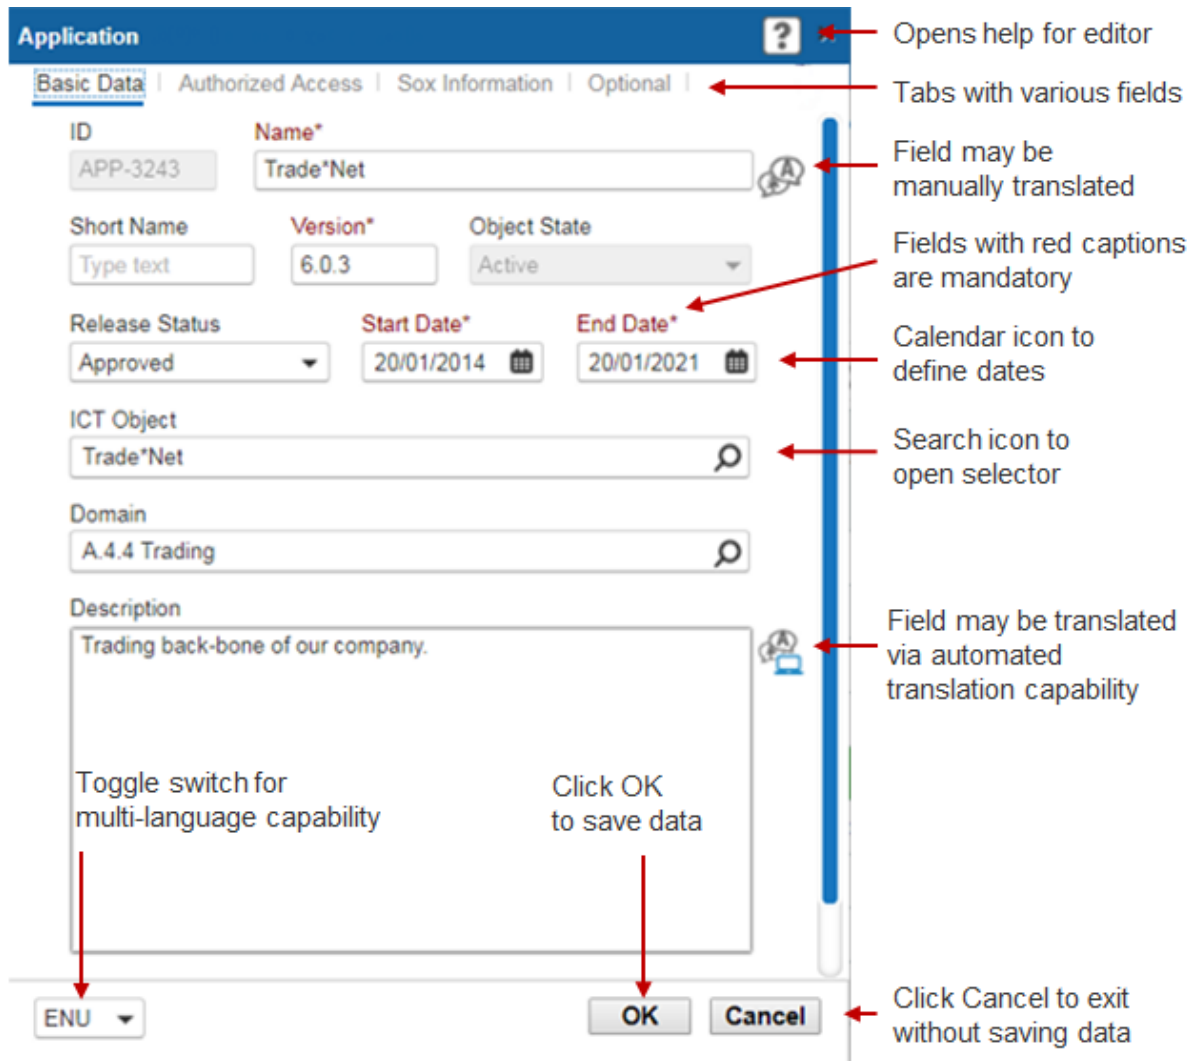 Application ? × Opens help for editor
Basic Data Authorized Access Sox Information Optional
Tabs with various fields
ID Name*
APP-3243 Trade*Net
Field may be
manually translated
Short Name Version* Object State
Type text 6.0.3 Active
Fields with red captions
are mandatory
Release Status Start Date* End Date*
Approved 20/01/2014 20/01/2021
Calendar icon to
define dates
ICT Object
Trade*Net
Search icon to
open selector
Domain
A.4.4 Trading
Description
Trading back-bone of our company.
Field may be translated
via automated
translation capability
Toggle switch for
multi-language capability
Click OK
to save data
ENU OK Cancel
Click Cancel to exit
without saving data